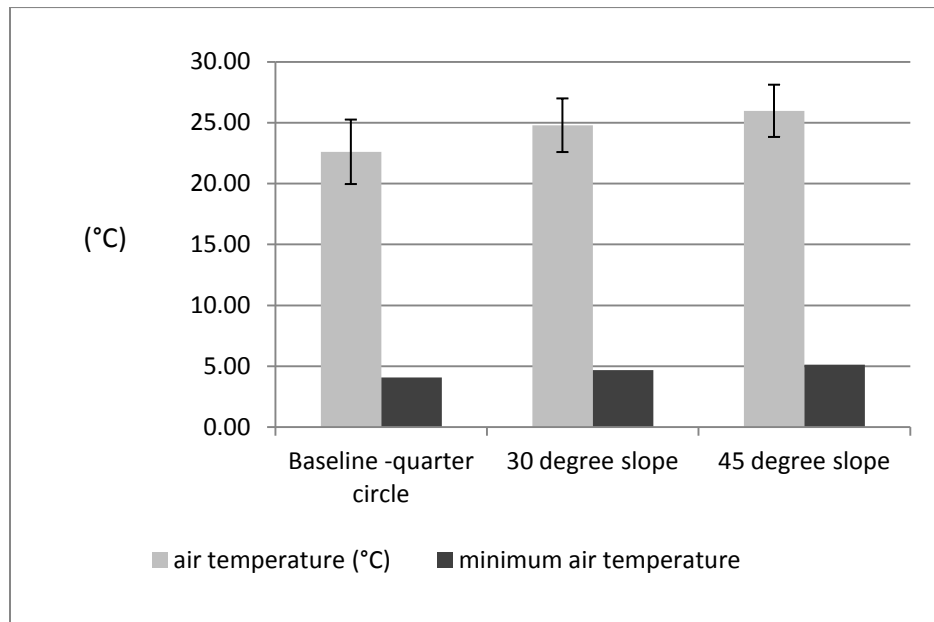 30.00
25.00
20.00
(°C)
15.00
10.00
5.00
0.00
Baseline -quarter circle
30 degree slope
45 degree slope
air temperature (°C)
minimum air temperature